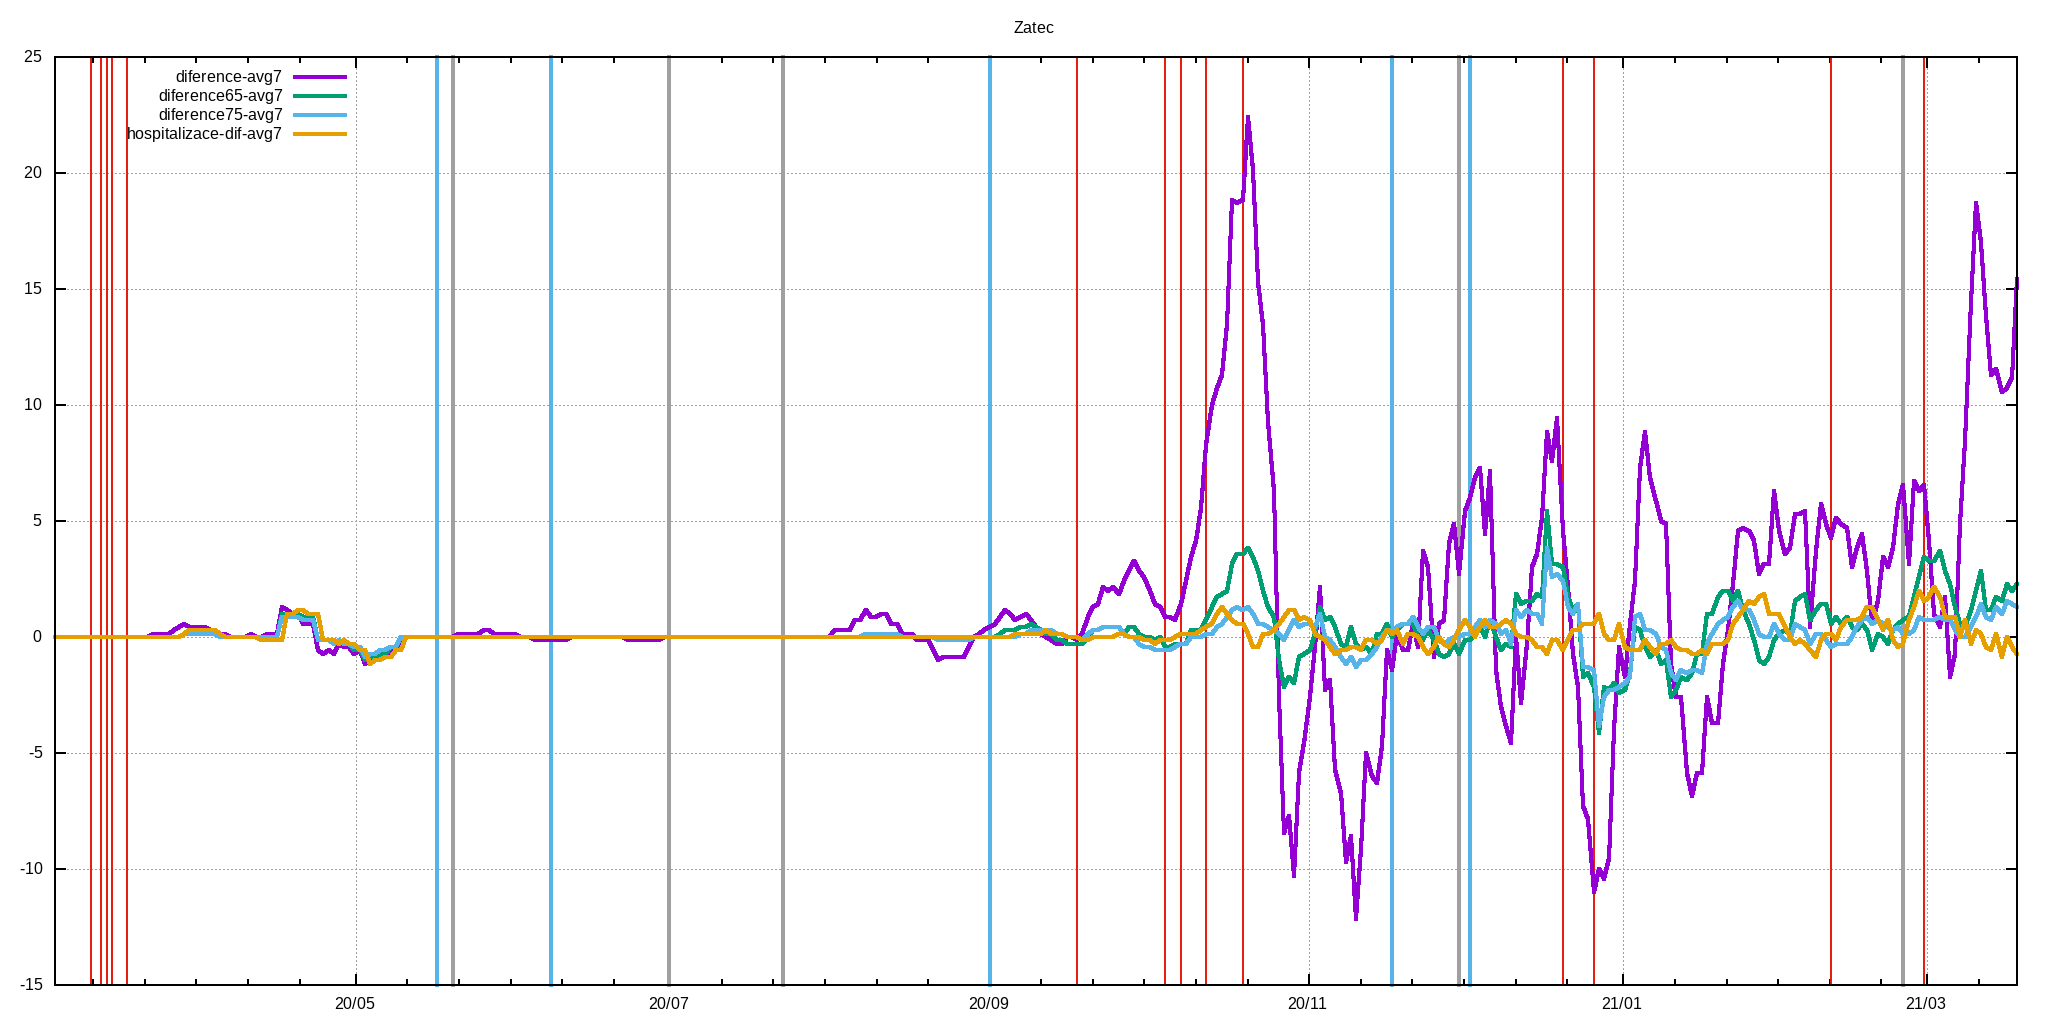 Zatec
25
20
15
10
5
0
-5
-10
-15
diference-avg7
diference65-avg7
diference75-avg7
hospitalizace-dif-avg7
20/05 20/07 20/09 20/11 21/01 21/03